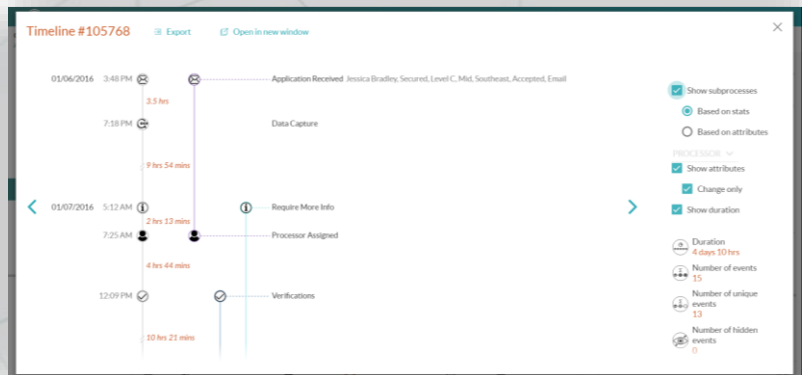 Timeline #105768 Export Open in new window
01/06/2016 3:48 PM Application Received Jessica Bradley, Secured, Level C, Mid, Southeast, Accepted, Email
3.5 hrs
7:18 PM Data Capture
9 hrs 54 mins
01/07/2016 5:12 AM Require More Info
2 hrs 13 mins
7:25 AM Processor Assigned
4 hrs 44 mins
12:09 PM Verifications
10 hrs 21 mins
Show subprocesses
Based on stats
Based on attributes
PROCESSOR
Show attributes
Change only
Show duration
Duration
4 days 10 hrs
Number of events
15
Number of unique
events
13
Number of hidden
events
0